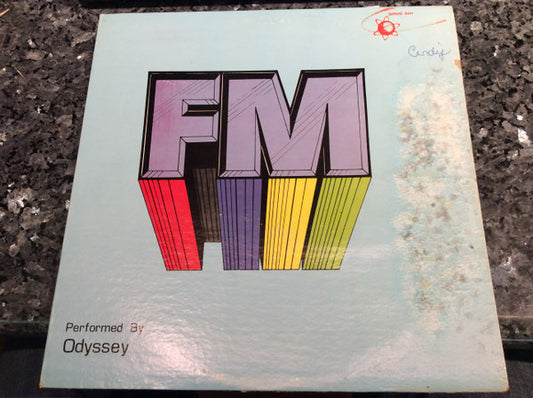 Cindy
FM
Performed By
Odyssey